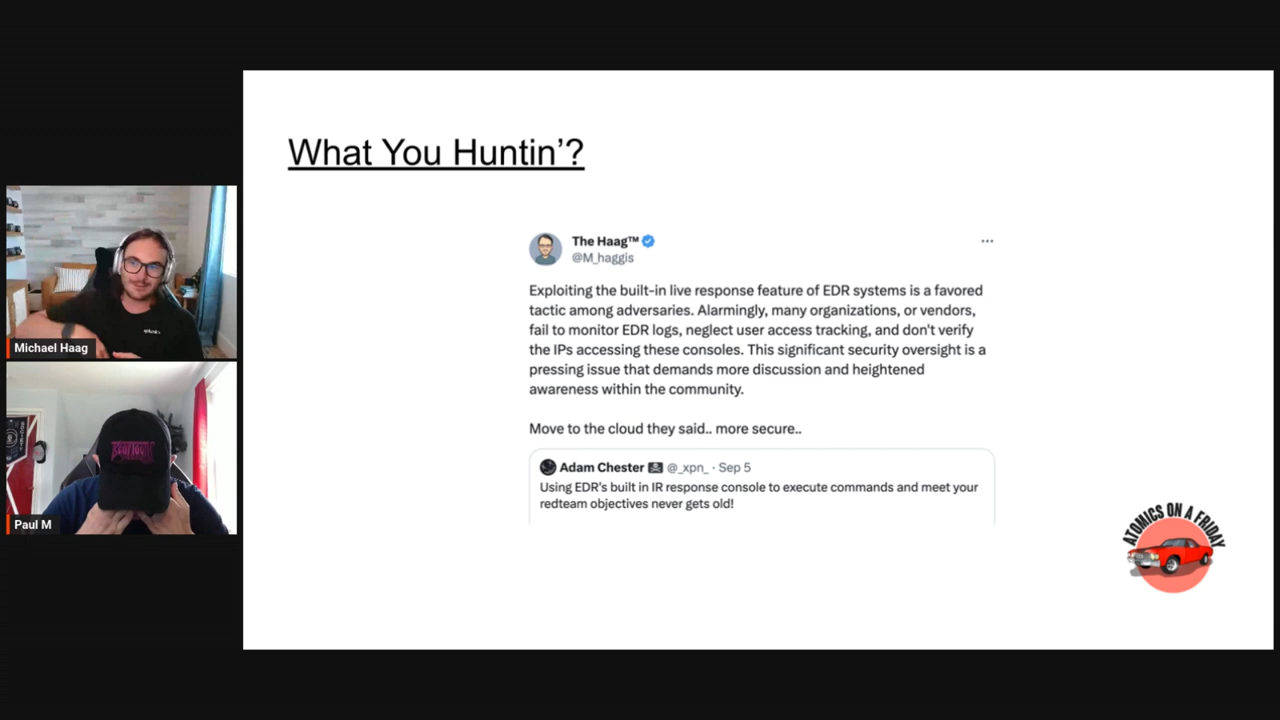 What You Huntin’?
The Haag™
@M_haggis
Exploiting the built-in live response feature of EDR systems is a favored
tactic among adversaries. Alarmingly, many organizations, or vendors,
fail to monitor EDR logs, neglect user access tracking, and don't verify
the IPs accessing these consoles. This significant security oversight is a
pressing issue that demands more discussion and heightened
awareness within the community.
Move to the cloud they said.. more secure..
Adam Chester @_xpn_ · Sep 5
Using EDR's built in IR response console to execute commands and meet your
redteam objectives never gets old!
Michael Haag
Paul M
ATOMICS ON A FRIDAY